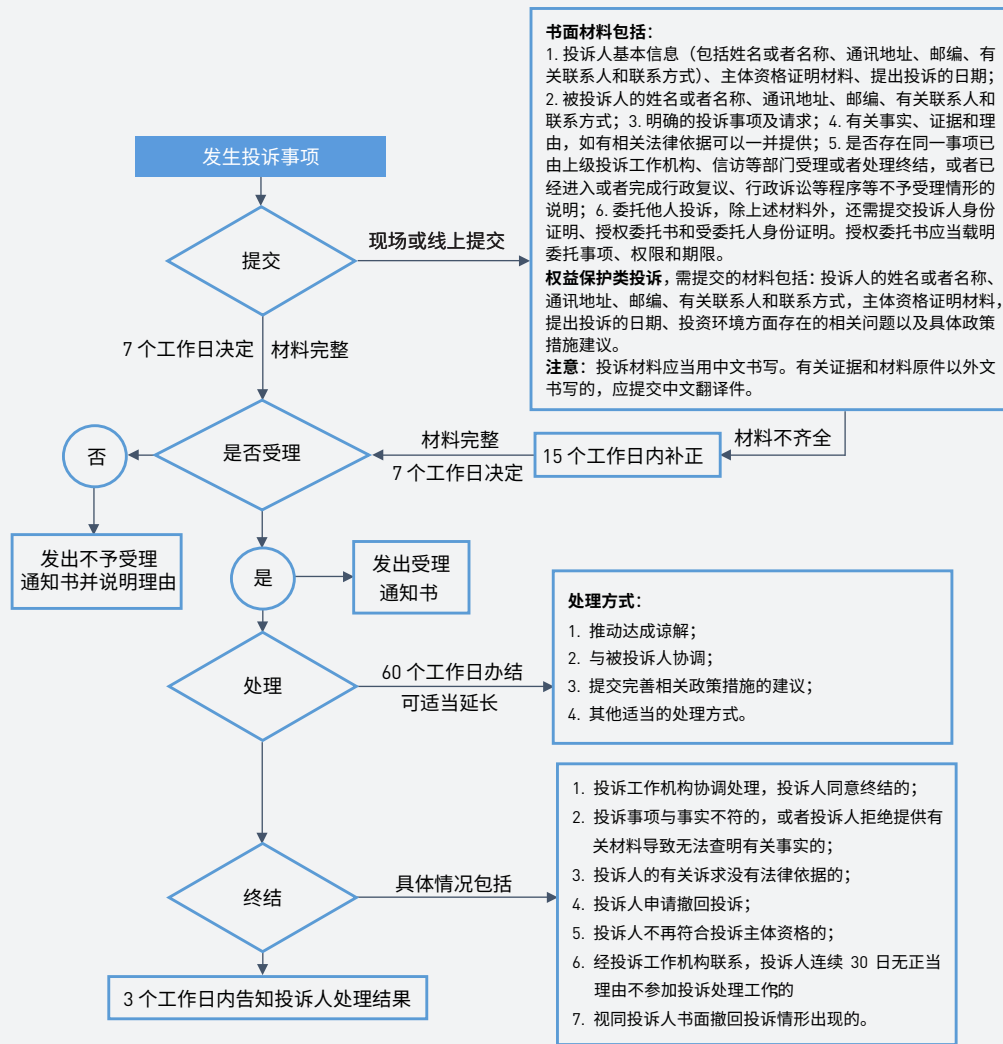 书面材料包括：
1. 投诉人基本信息（包括姓名或者名称、通讯地址、邮编、有
关联系人和联系方式）、主体资格证明材料、提出投诉的日期；
2. 被投诉人的姓名或者名称、通讯地址、邮编、有关联系人和
联系方式；3. 明确的投诉事项及请求；4. 有关事实、证据和理
由，如有相关法律依据可以一并提供；5. 是否存在同一事项已
由上级投诉工作机构、信访等部门受理或者处理终结，或者已
经进入或者完成行政复议、行政诉讼等程序等不予受理情形的
说明；6. 委托他人投诉，除上述材料外，还需提交投诉人身份
证明、授权委托书和受委托人身份证明。授权委托书应当载明
委托事项、权限和期限。
权益保护类投诉，需提交的材料包括：投诉人的姓名或者名称、
通讯地址、邮编、有关联系人和联系方式，主体资格证明材料，
提出投诉的日期、投资环境方面存在的相关问题以及具体政策
措施建议。
注意：投诉材料应当用中文书写。有关证据和材料原件以外文
书写的，应提交中文翻译件。
发生投诉事项
提交
现场或线上提交
7 个工作日决定 材料完整
是否受理
材料完整
7 个工作日决定
15 个工作日内补正
材料不齐全
否
发出不予受理
通知书并说明理由
是
发出受理
通知书
处理
60 个工作日办结
可适当延长
处理方式：
1. 推动达成谅解；
2. 与被投诉人协调；
3. 提交完善相关政策措施的建议；
4. 其他适当的处理方式。
终结
具体情况包括
1. 投诉工作机构协调处理，投诉人同意终结的；
2. 投诉事项与事实不符的，或者投诉人拒绝提供有
关材料导致无法查明有关事实的；
3. 投诉人的有关诉求没有法律依据的；
4. 投诉人申请撤回投诉；
5. 投诉人不再符合投诉主体资格的；
6. 经投诉工作机构联系，投诉人连续 30 日无正当
理由不参加投诉处理工作的
7. 视同投诉人书面撤回投诉情形出现的。
3 个工作日内告知投诉人处理结果